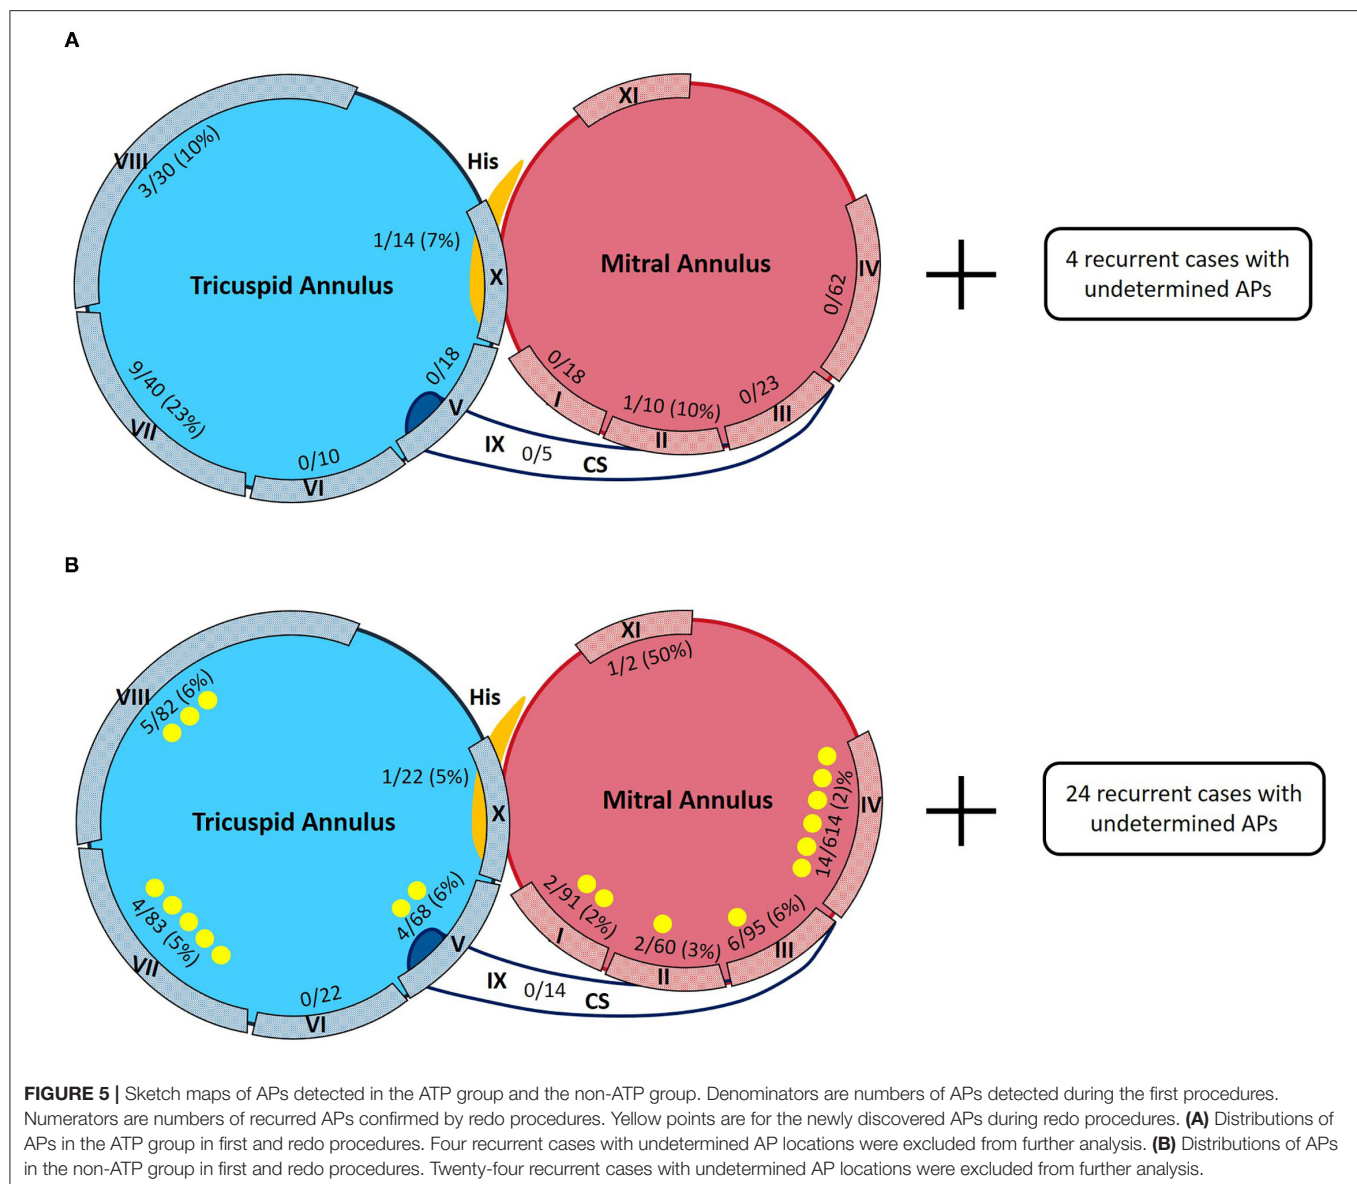 A
XI
VIII
3/30 (10%)
His
1/14 (7%)
X
Tricuspid Annulus
Mitral Annulus
IV
0/62
4 recurrent cases with
undetermined APs
9/40 (23%)
VII
0/10
VI
0/18
V
0/18
I
1/10 (10%)
II
0/23
III
IX
0/5
CS
B
XI
1/2 (50%)
VIII
5/82 (6%)
His
1/22 (5%)
X
Tricuspid Annulus
Mitral Annulus
IV
14/614 (2)%
24 recurrent cases with
undetermined APs
4/83 (5%)
VII
0/22
VI
4/68 (6%)
V
2/91 (2%)
I
2/60 (3%)
II
6/95 (6%)
III
IX
0/14
CS
FIGURE 5 | Sketch maps of APs detected in the ATP group and the non-ATP group. Denominators are numbers of APs detected during the first procedures.
Numerators are numbers of recurred APs confirmed by redo procedures. Yellow points are for the newly discovered APs during redo procedures. (A) Distributions of
APs in the ATP group in first and redo procedures. Four recurrent cases with undetermined AP locations were excluded from further analysis. (B) Distributions of APs
in the non-ATP group in first and redo procedures. Twenty-four recurrent cases with undetermined AP locations were excluded from further analysis.